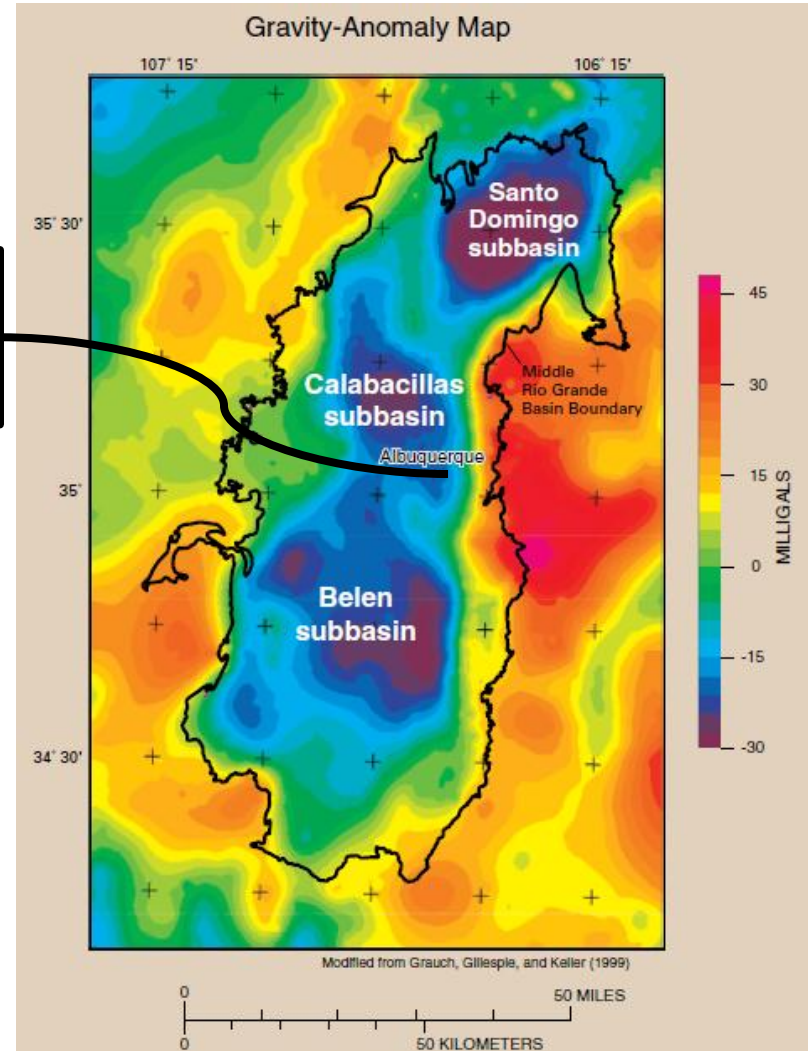 Gravity-Anomaly Map
107° 15'
106° 15'
Santo
Domingo
subbasin
35° 30'
45
30
15
0
-15
-30
MILLIGALS
Middle
Rio Grande
Basin Boundary
Calabacillas
subbasin
Albuquerque
35°
Belen
subbasin
34° 30'
Modified from Grauch, Gillespie, and Keller (1999)
0
50 MILES
0
50 KILOMETERS